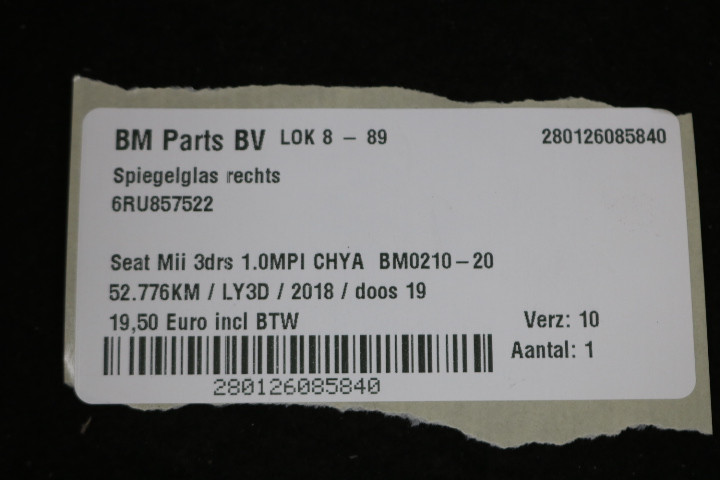 BM Parts BV LOK 8 - 89 280126085840
Spiegelglas rechts
6RU857522
Seat Mii 3drs 1.0MPI CHYA BM0210-20
52.776KM / LY3D / 2018 / doos 19
19,50 Euro incl BTW Verz: 10
Aantal: 1
280126085840